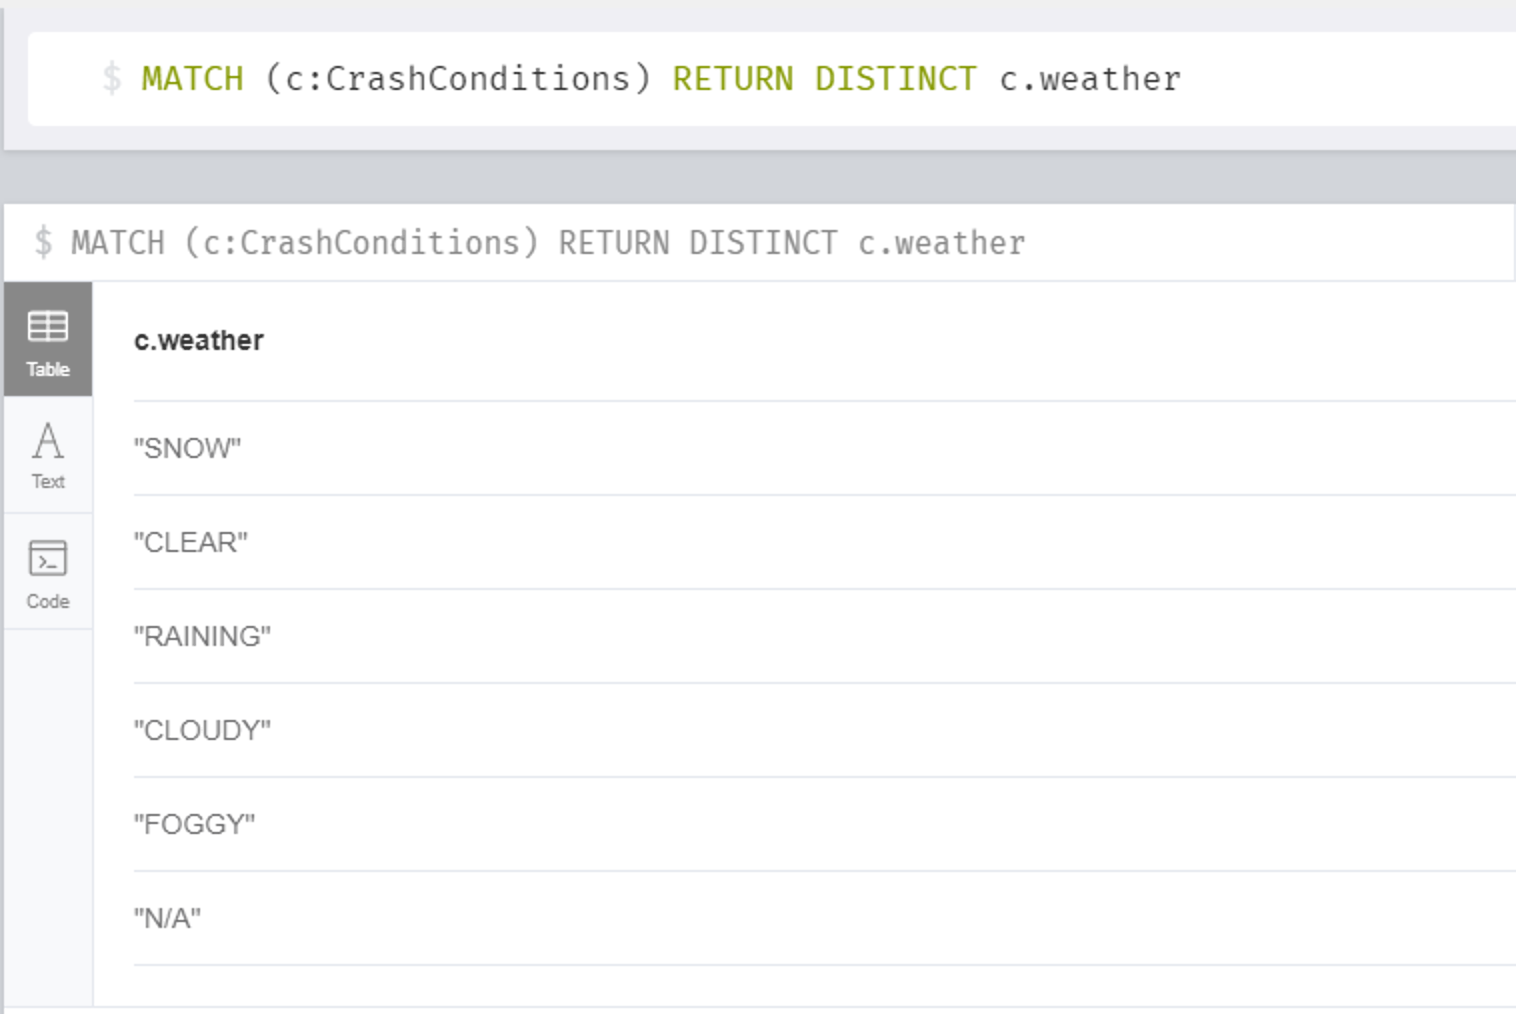 $ MATCH (c:CrashConditions) RETURN DISTINCT c.weather
$ MATCH (c:CrashConditions) RETURN DISTINCT c.weather
Table
Text
Code
c.weather
"SNOW"
"CLEAR"
"RAINING"
"CLOUDY"
"FOGGY"
"N/A"